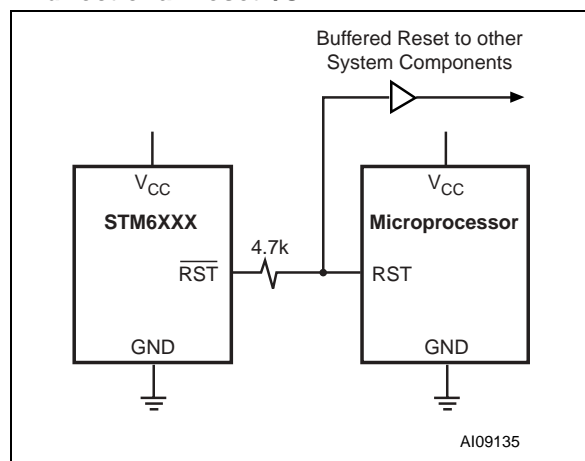 Buffered Reset to other
System Components
VCC
STM6XXX
RST
GND
4.7k
VCC
Microprocessor
RST
GND
AI09135